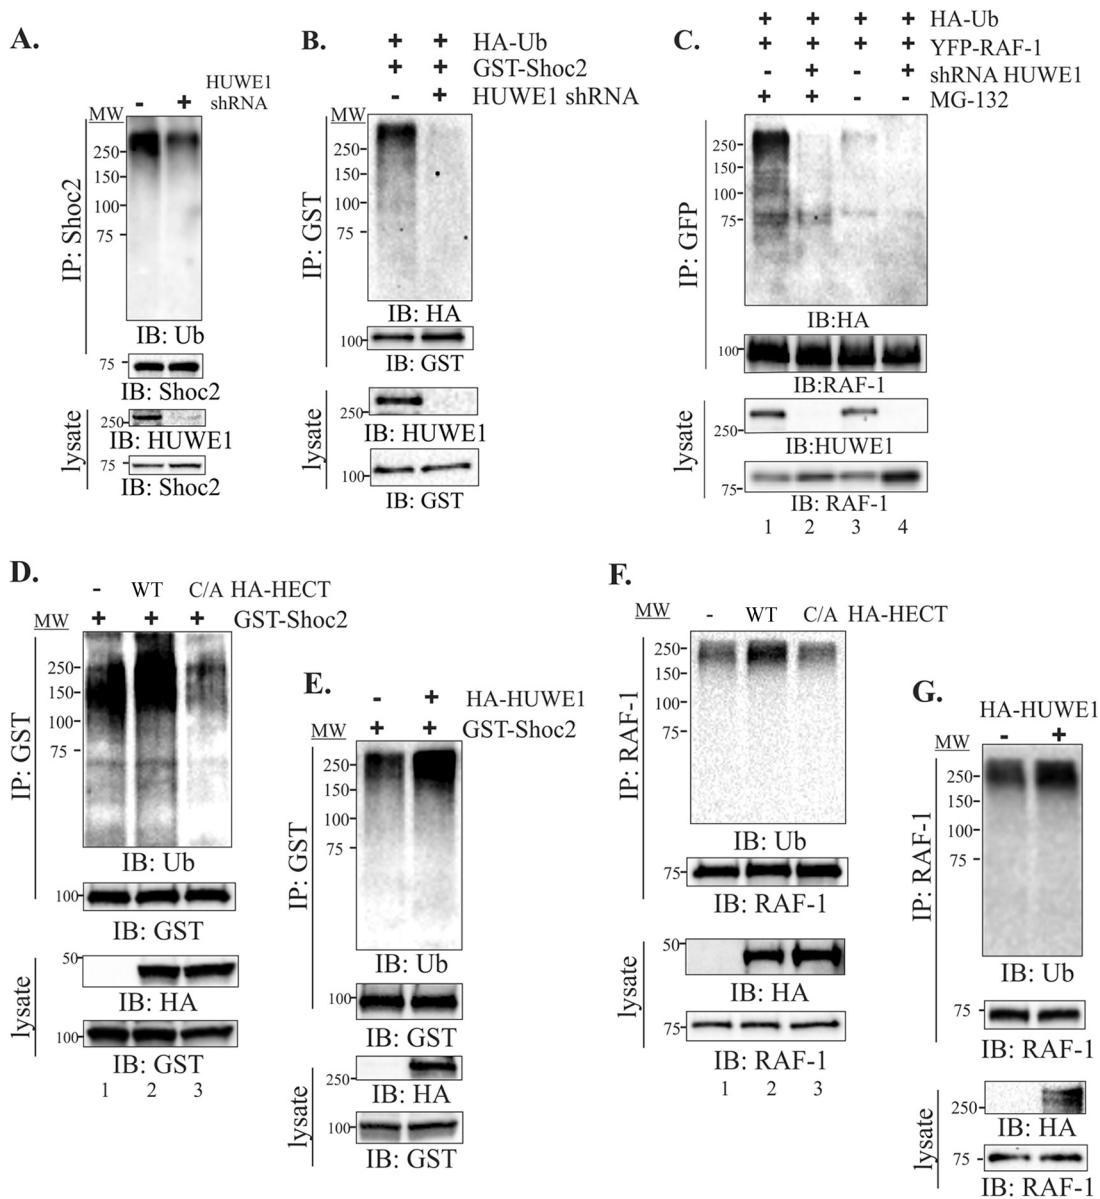 A.
HUWE1
- + shRNA
MW
250
150
100
75
IP: Shoc2
IB: Ub
75
IB: Shoc2
lysate
250
IB: HUWE1
75
IB: Shoc2
B.
+ + HA-Ub
+ + GST-Shoc2
- + HUWE1 shRNA
MW
250
150
100
75
IP: GST
IB: HA
100
IB: GST
lysate
250
IB: HUWE1
100
IB: GST
C.
+ + + + HA-Ub
+ + + + YFP-RAF-1
- + - + shRNA HUWE1
+ + - - MG-132
250
150
100
75
IP: GFP
IB:HA
100
IB:RAF-1
lysate
250
IB:HUWE1
75
IB: RAF-1
1 2 3 4
D.
- WT C/A HA-HECT
MW + + + GST-Shoc2
250
150
100
75
IP: GST
IB: Ub
100
IB: GST
lysate
50
IB: HA
100
IB: GST
1 2 3
E.
- + HA-HUWE1
MW + + GST-Shoc2
250
150
100
75
IP: GST
IB: Ub
100
IB: GST
lysate
250
IB: HA
100
IB: GST
F.
MW - WT C/A HA-HECT
250
150
100
75
IP: RAF-1
IB: Ub
75
IB: RAF-1
lysate
50
IB: HA
75
IB: RAF-1
1 2 3
G.
HA-HUWE1
MW - +
250
150
100
75
IP: RAF-1
IB: Ub
75
IB: RAF-1
lysate
250
IB: HA
75
IB: RAF-1